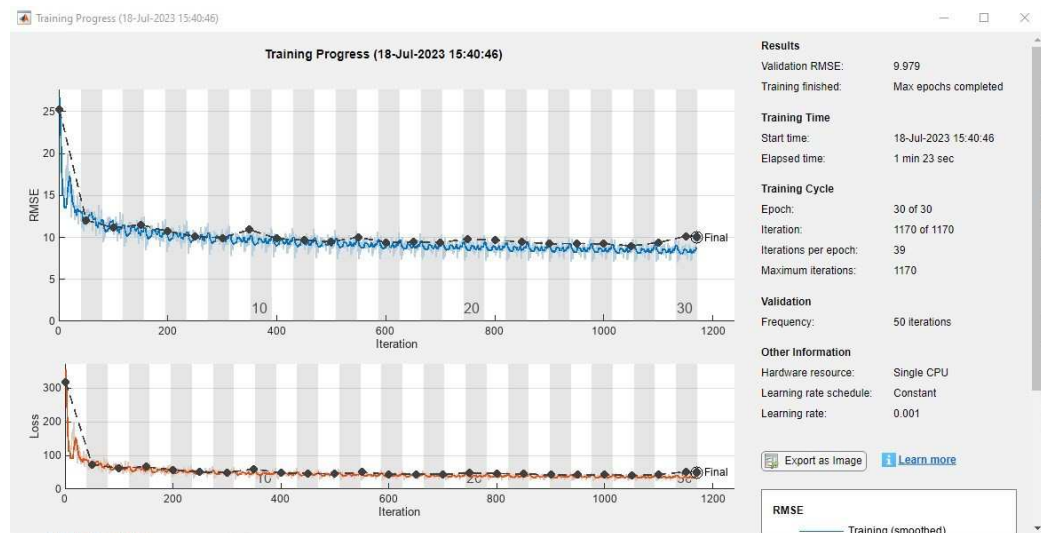 Training Progress (18-Jul-2023 15:40:46)
Training Progress (18-Jul-2023 15:40:46)
RMSE
25
20
15
10
5
0
10
20
30
Final
0
200
400
600
800
1000
1200
Iteration
Loss
300
200
100
0
10
20
30
Final
0
200
400
600
800
1000
1200
Iteration
Results
Validation RMSE: 9.979
Training finished: Max epochs completed
Training Time
Start time: 18-Jul-2023 15:40:46
Elapsed time: 1 min 23 sec
Training Cycle
Epoch: 30 of 30
Iteration: 1170 of 1170
Iterations per epoch: 39
Maximum iterations: 1170
Validation
Frequency: 50 iterations
Other Information
Hardware resource: Single CPU
Learning rate schedule: Constant
Learning rate: 0.001
Export as Image
i Learn more
RMSE
Training (smoothed)